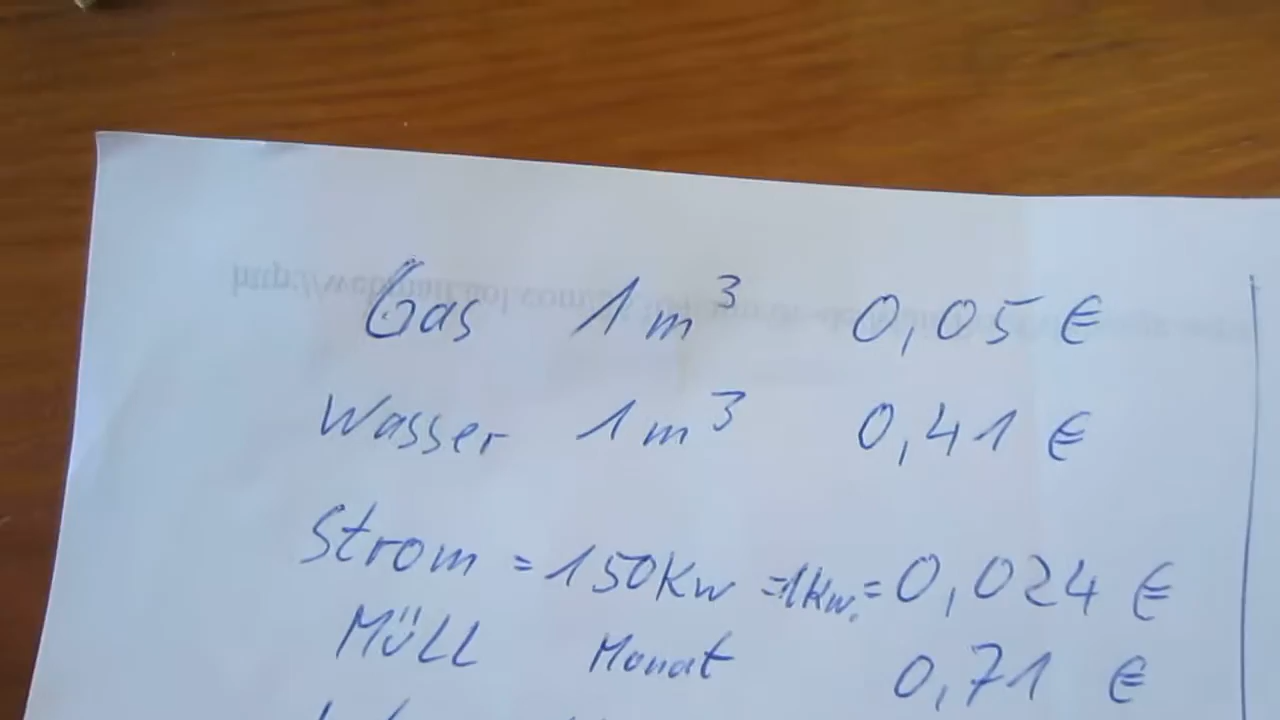 Gas 1 m³ 0,05 €
Wasser 1 m³ 0,41 €
Strom = 150 Kw = 1 Kw. = 0,024 €
MüLL Monat 0,71 €